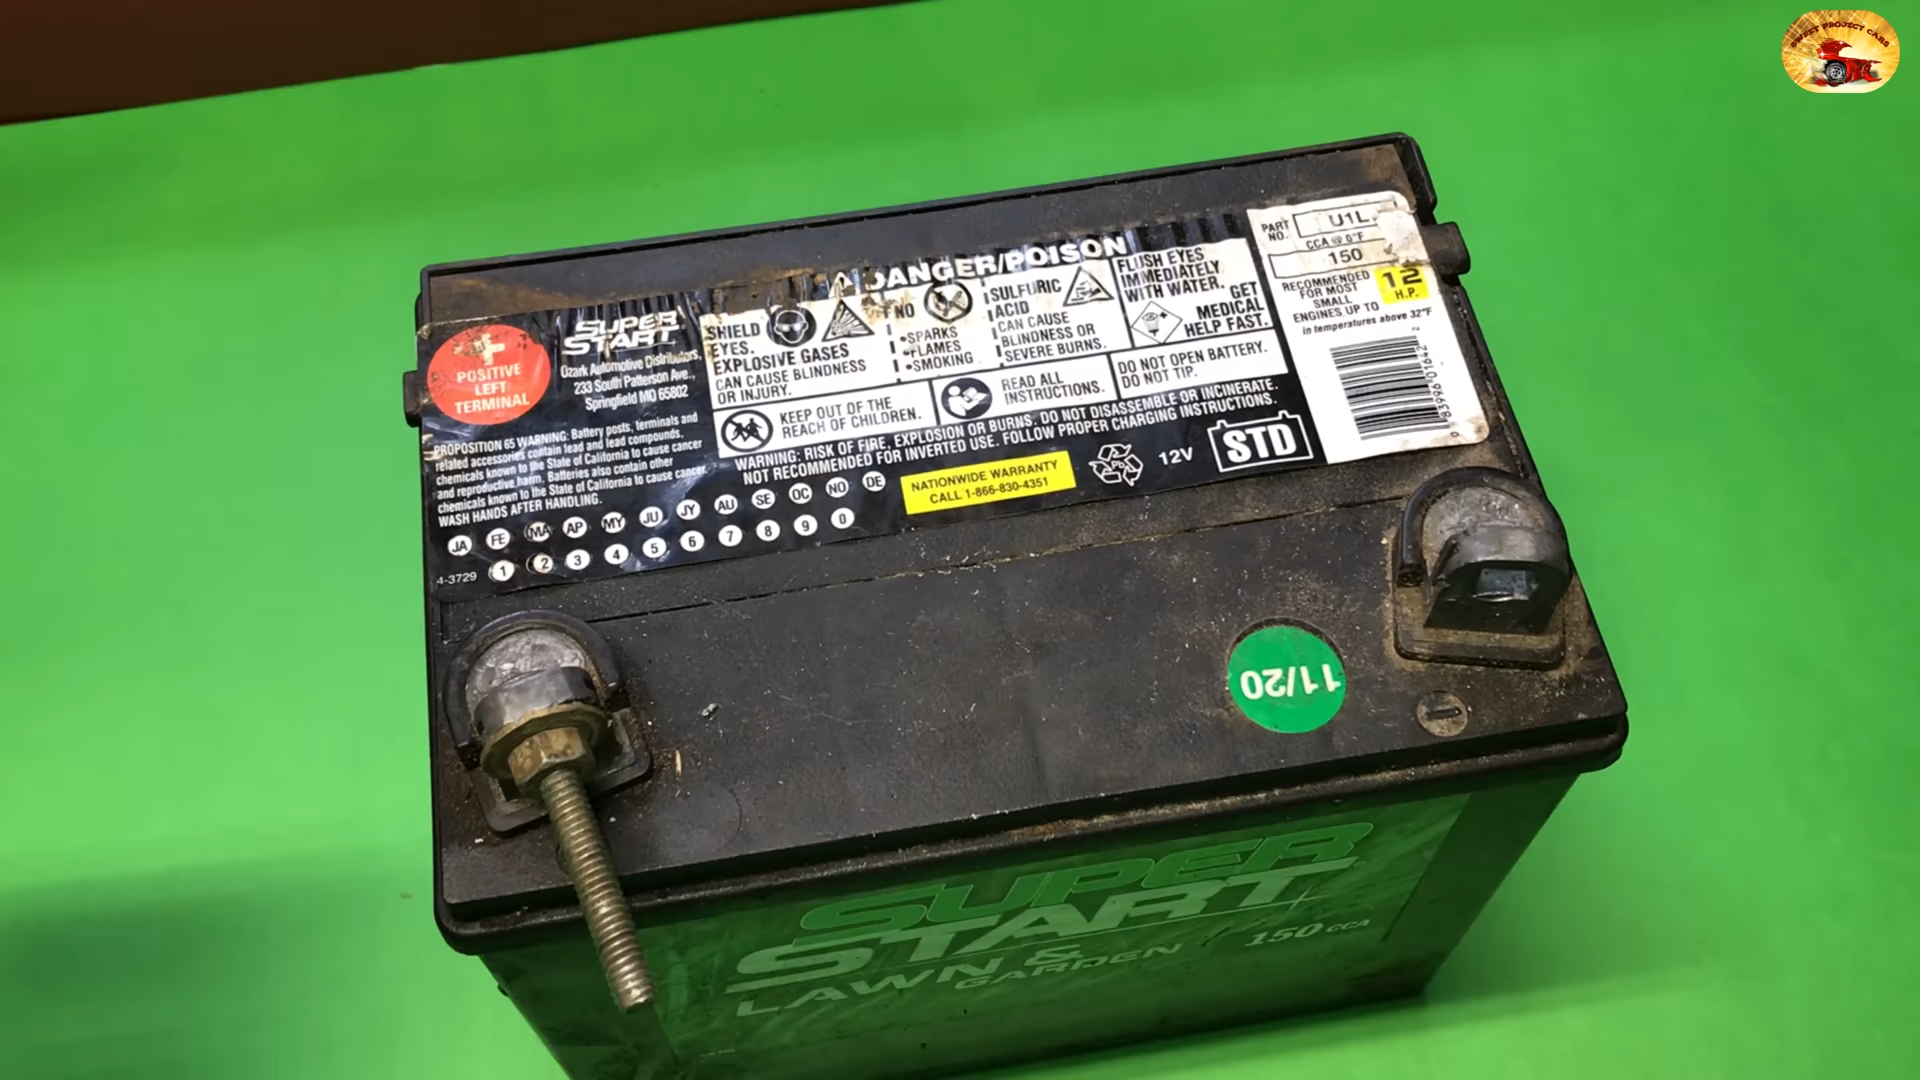 SWEET PROJECT CARS
DANGER/POISON
+
POSITIVE
LEFT
TERMINAL
SUPER
START
Ozark Automotive Distributors,
233 South Patterson Ave.,
Springfield MO 65802
PROPOSITION 65 WARNING: Battery posts, terminals and
related accessories contain lead and lead compounds,
chemicals known to the State of California to cause cancer
and reproductive harm. Batteries also contain other
chemicals known to the State of California to cause cancer.
WASH HANDS AFTER HANDLING.
SHIELD
EYES.
EXPLOSIVE GASES
CAN CAUSE BLINDNESS
OR INJURY.
NO
•SPARKS
•FLAMES
•SMOKING
SULFURIC
ACID
CAN CAUSE
BLINDNESS OR
SEVERE BURNS.
FLUSH EYES
IMMEDIATELY
WITH WATER.
GET
MEDICAL
HELP FAST.
KEEP OUT OF THE
REACH OF CHILDREN.
READ ALL
INSTRUCTIONS.
DO NOT OPEN BATTERY.
DO NOT TIP.
WARNING: RISK OF FIRE, EXPLOSION OR BURNS. DO NOT DISASSEMBLE OR INCINERATE.
NOT RECOMMENDED FOR INVERTED USE. FOLLOW PROPER CHARGING INSTRUCTIONS.
NATIONWIDE WARRANTY
CALL 1-866-830-4351
Pb
12V
STD
JA FE MA AP MY JU JY AU SE OC NO DE
1 2 3 4 5 6 7 8 9 0
4-3729
PART NO. U1L
CCA @ 0°F
150
RECOMMENDED
FOR MOST
SMALL
ENGINES UP TO
12
H.P.
in temperatures above 32°F
0 83996 01642 2
11/20
SUPER
START
LAWN &
GARDEN
150 CCA